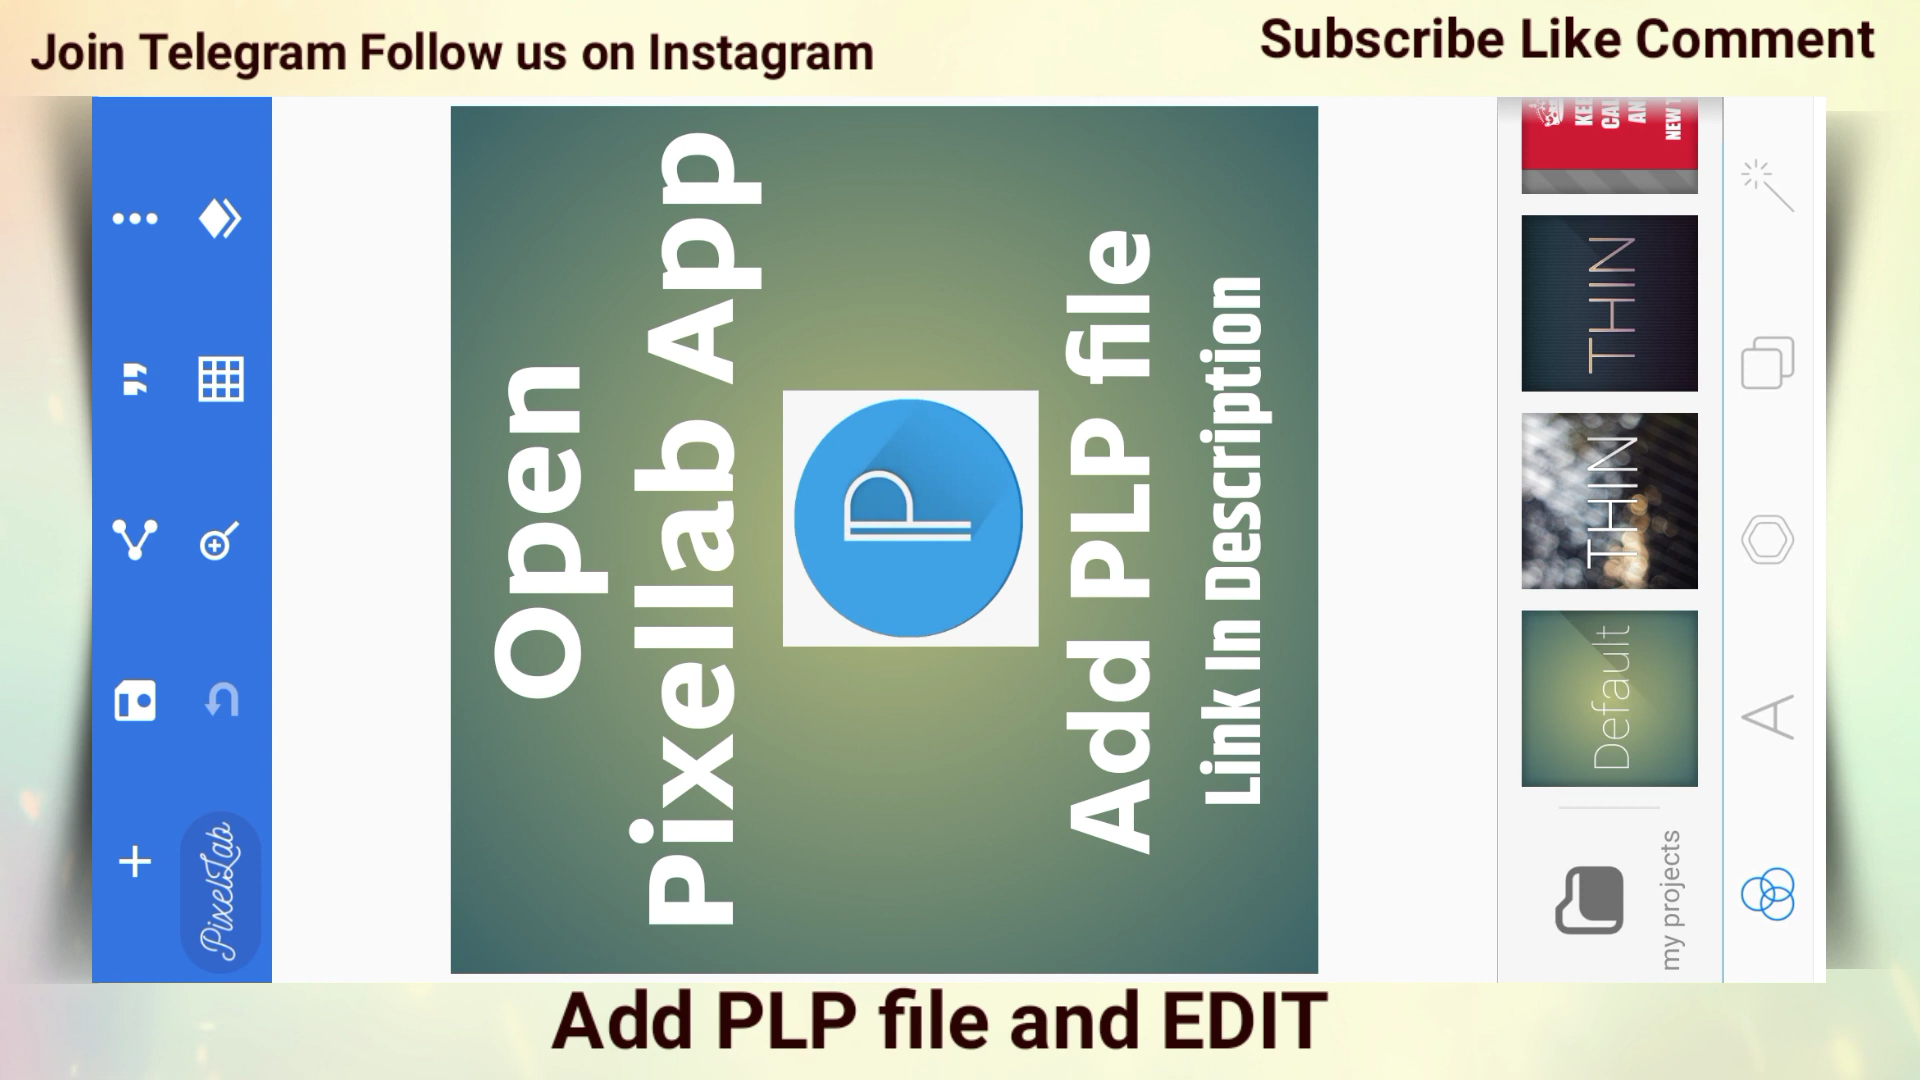 Join Telegram Follow us on Instagram
Subscribe Like Comment
PixelLab
Open
Pixellab App
P
Add PLP file
Link In Description
my projects
Default
THIN
THIN
NEW T
A
Add PLP file and EDIT